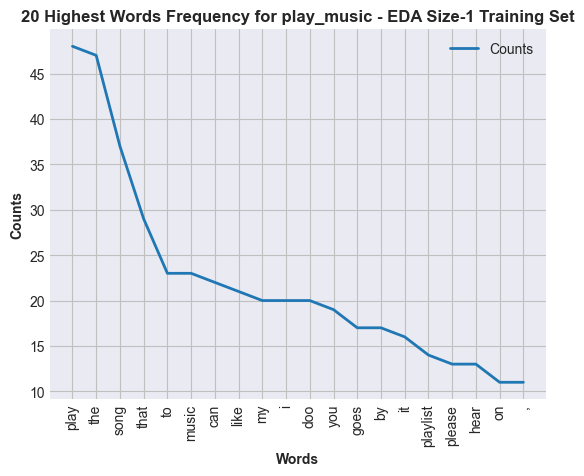 20 Highest Words Frequency for play_music - EDA Size-1 Training Set
Counts
45
40
35
30
25
20
15
10
Counts
play
the
song
that
to
music
can
like
my
i
doo
you
goes
by
it
playlist
please
hear
on
,
Words